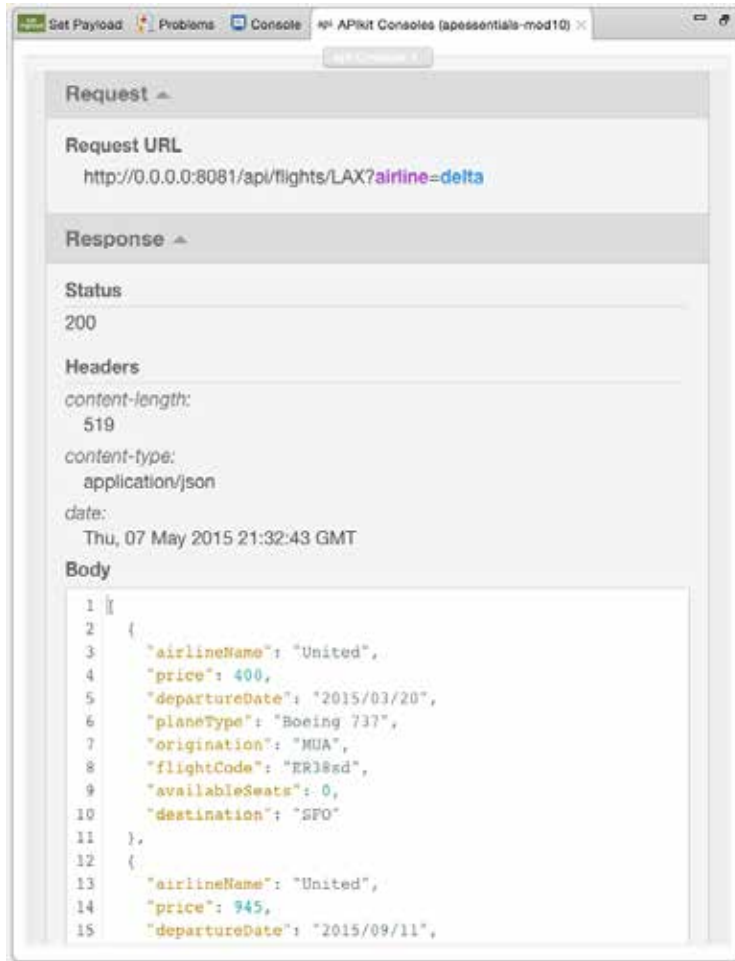 Set Payload Problems Console api APIkit Consoles (apessentials-mod10)
Request
Request URL
http://0.0.0.0:8081/api/flights/LAX?airline=delta
Response
Status
200
Headers
content-length:
519
content-type:
application/json
date:
Thu, 07 May 2015 21:32:43 GMT
Body
1 [
2 {
3 "airlineName": "United",
4 "price": 400,
5 "departureDate": "2015/03/20",
6 "planeType": "Boeing 737",
7 "origination": "MUA",
8 "flightCode": "ER38sd",
9 "availableSeats": 0,
10 "destination": "SFO"
11 },
12 {
13 "airlineName": "United",
14 "price": 945,
15 "departureDate": "2015/09/11",